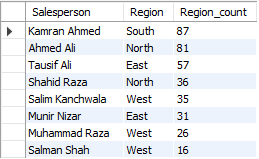 Salesperson Region Region_count
Kamran Ahmed South 87
Ahmed Ali North 81
Tausif Ali East 57
Shahid Raza North 36
Salim Kanchwala West 35
Munir Nizar East 31
Muhammad Raza West 26
Salman Shah West 16